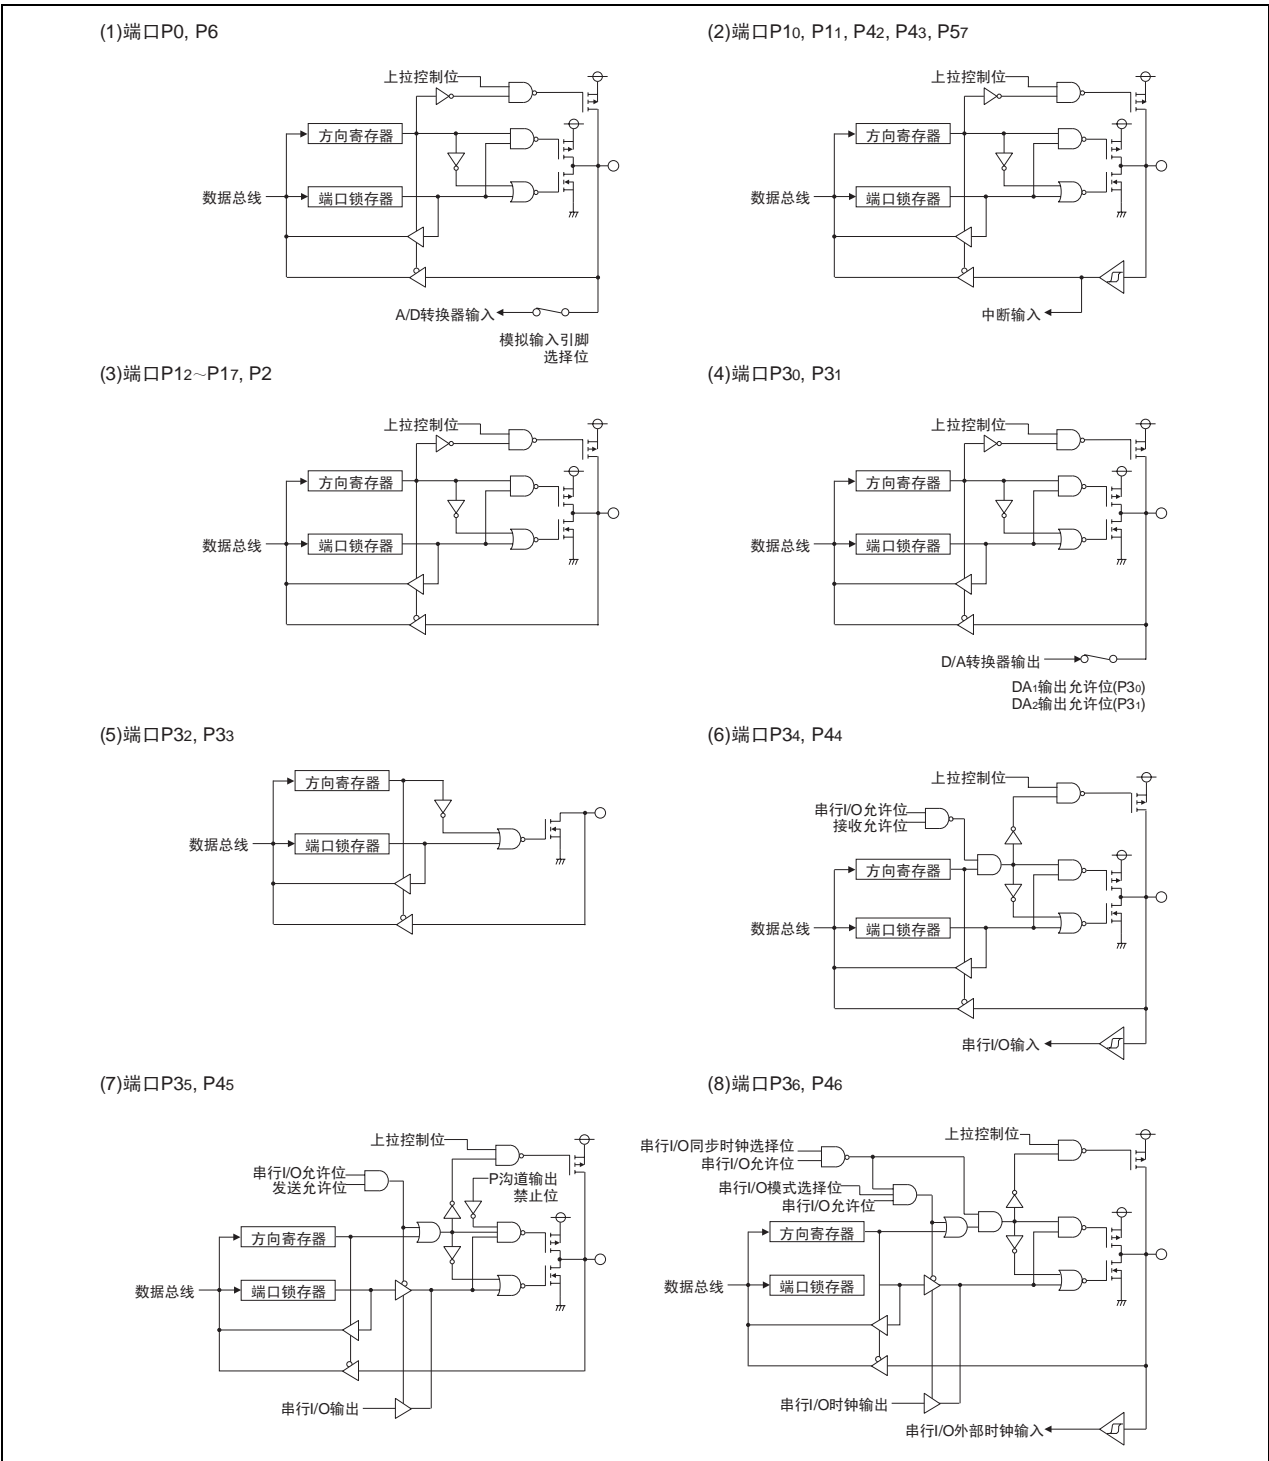 (1)端口P0, P6
上拉控制位
方向寄存器
数据总线
端口锁存器
A/D转换器输入
模拟输入引脚
选择位
(2)端口P10, P11, P42, P43, P57
上拉控制位
方向寄存器
数据总线
端口锁存器
中断输入
(3)端口P12～P17, P2
上拉控制位
方向寄存器
数据总线
端口锁存器
(4)端口P30, P31
上拉控制位
方向寄存器
数据总线
端口锁存器
D/A转换器输出
DA1输出允许位(P30)
DA2输出允许位(P31)
(5)端口P32, P33
方向寄存器
数据总线
端口锁存器
(6)端口P34, P44
上拉控制位
串行I/O允许位
接收允许位
方向寄存器
数据总线
端口锁存器
串行I/O输入
(7)端口P35, P45
上拉控制位
串行I/O允许位
发送允许位
P沟道输出
禁止位
方向寄存器
数据总线
端口锁存器
串行I/O输出
(8)端口P36, P46
上拉控制位
串行I/O同步时钟选择位
串行I/O允许位
串行I/O模式选择位
串行I/O允许位
方向寄存器
数据总线
端口锁存器
串行I/O时钟输出
串行I/O外部时钟输入